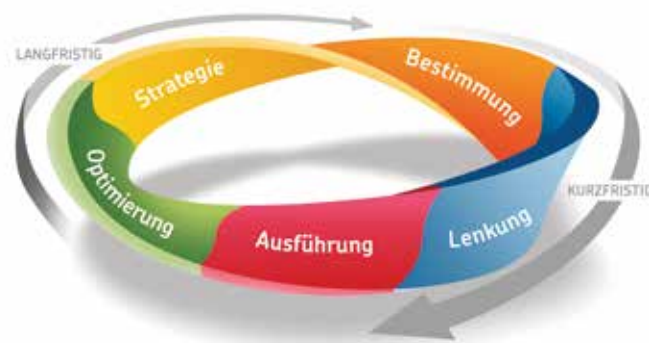 LANGFRISTIG
Strategie
Bestimmung
Optimierung
Ausführung
Lenkung
KURZFRISTIG